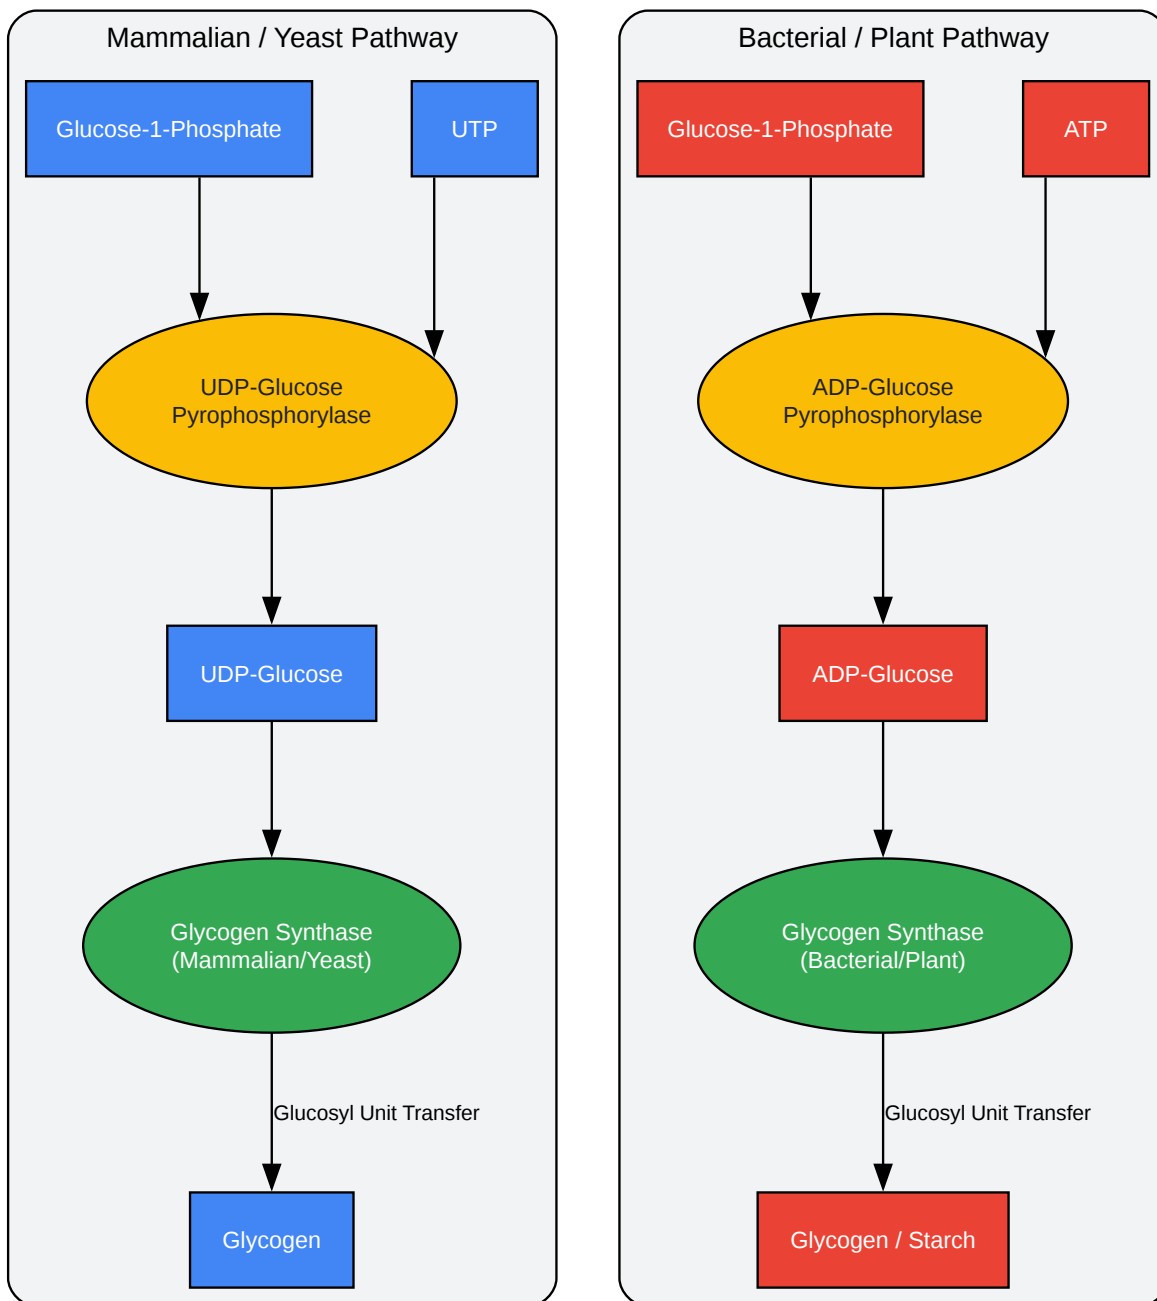 Mammalian / Yeast Pathway
Glucose-1-Phosphate
UTP
UDP-Glucose
Pyrophosphorylase
UDP-Glucose
Glycogen Synthase
(Mammalian/Yeast)
Glucosyl Unit Transfer
Glycogen
Bacterial / Plant Pathway
Glucose-1-Phosphate
ATP
ADP-Glucose
Pyrophosphorylase
ADP-Glucose
Glycogen Synthase
(Bacterial/Plant)
Glucosyl Unit Transfer
Glycogen / Starch